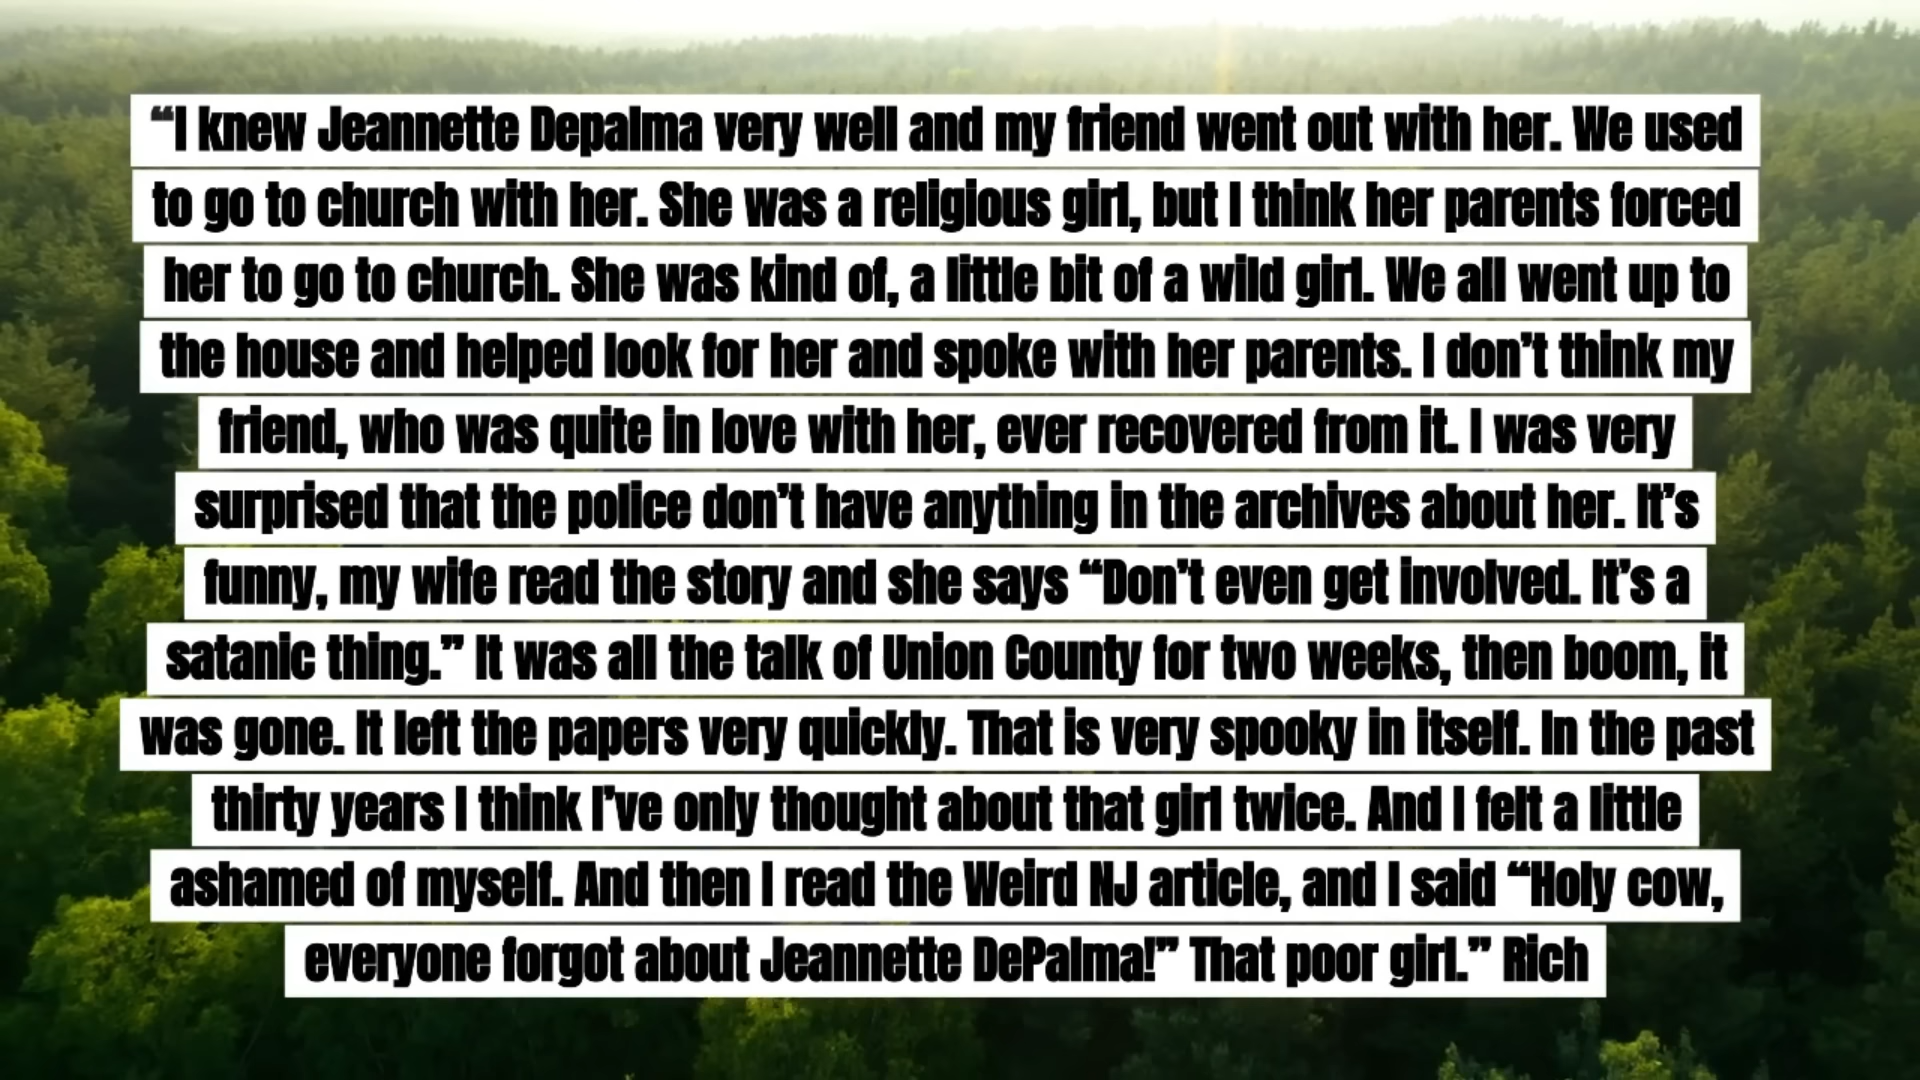 “I knew Jeannette Depalma very well and my friend went out with her. We used
to go to church with her. She was a religious girl, but I think her parents forced
her to go to church. She was kind of, a little bit of a wild girl. We all went up to
the house and helped look for her and spoke with her parents. I don’t think my
friend, who was quite in love with her, ever recovered from it. I was very
surprised that the police don’t have anything in the archives about her. It’s
funny, my wife read the story and she says “Don’t even get involved. It’s a
satanic thing.” It was all the talk of Union County for two weeks, then boom, it
was gone. It left the papers very quickly. That is very spooky in itself. In the past
thirty years I think I’ve only thought about that girl twice. And I felt a little
ashamed of myself. And then I read the Weird NJ article, and I said “Holy cow,
everyone forgot about Jeannette DePalma!” That poor girl.” Rich